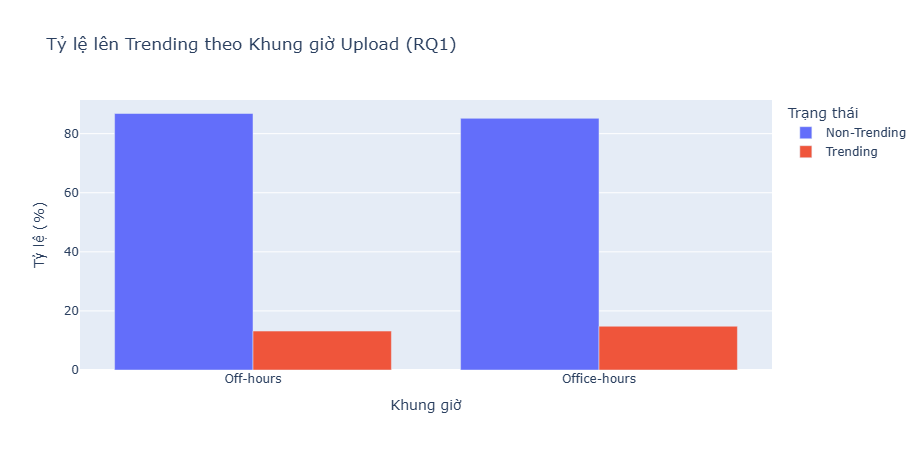 Tỷ lệ lên Trending theo Khung giờ Upload (RQ1)
Trạng thái
Non-Trending
Trending
Tỷ lệ (%)
80
60
40
20
0
Off-hours
Office-hours
Khung giờ